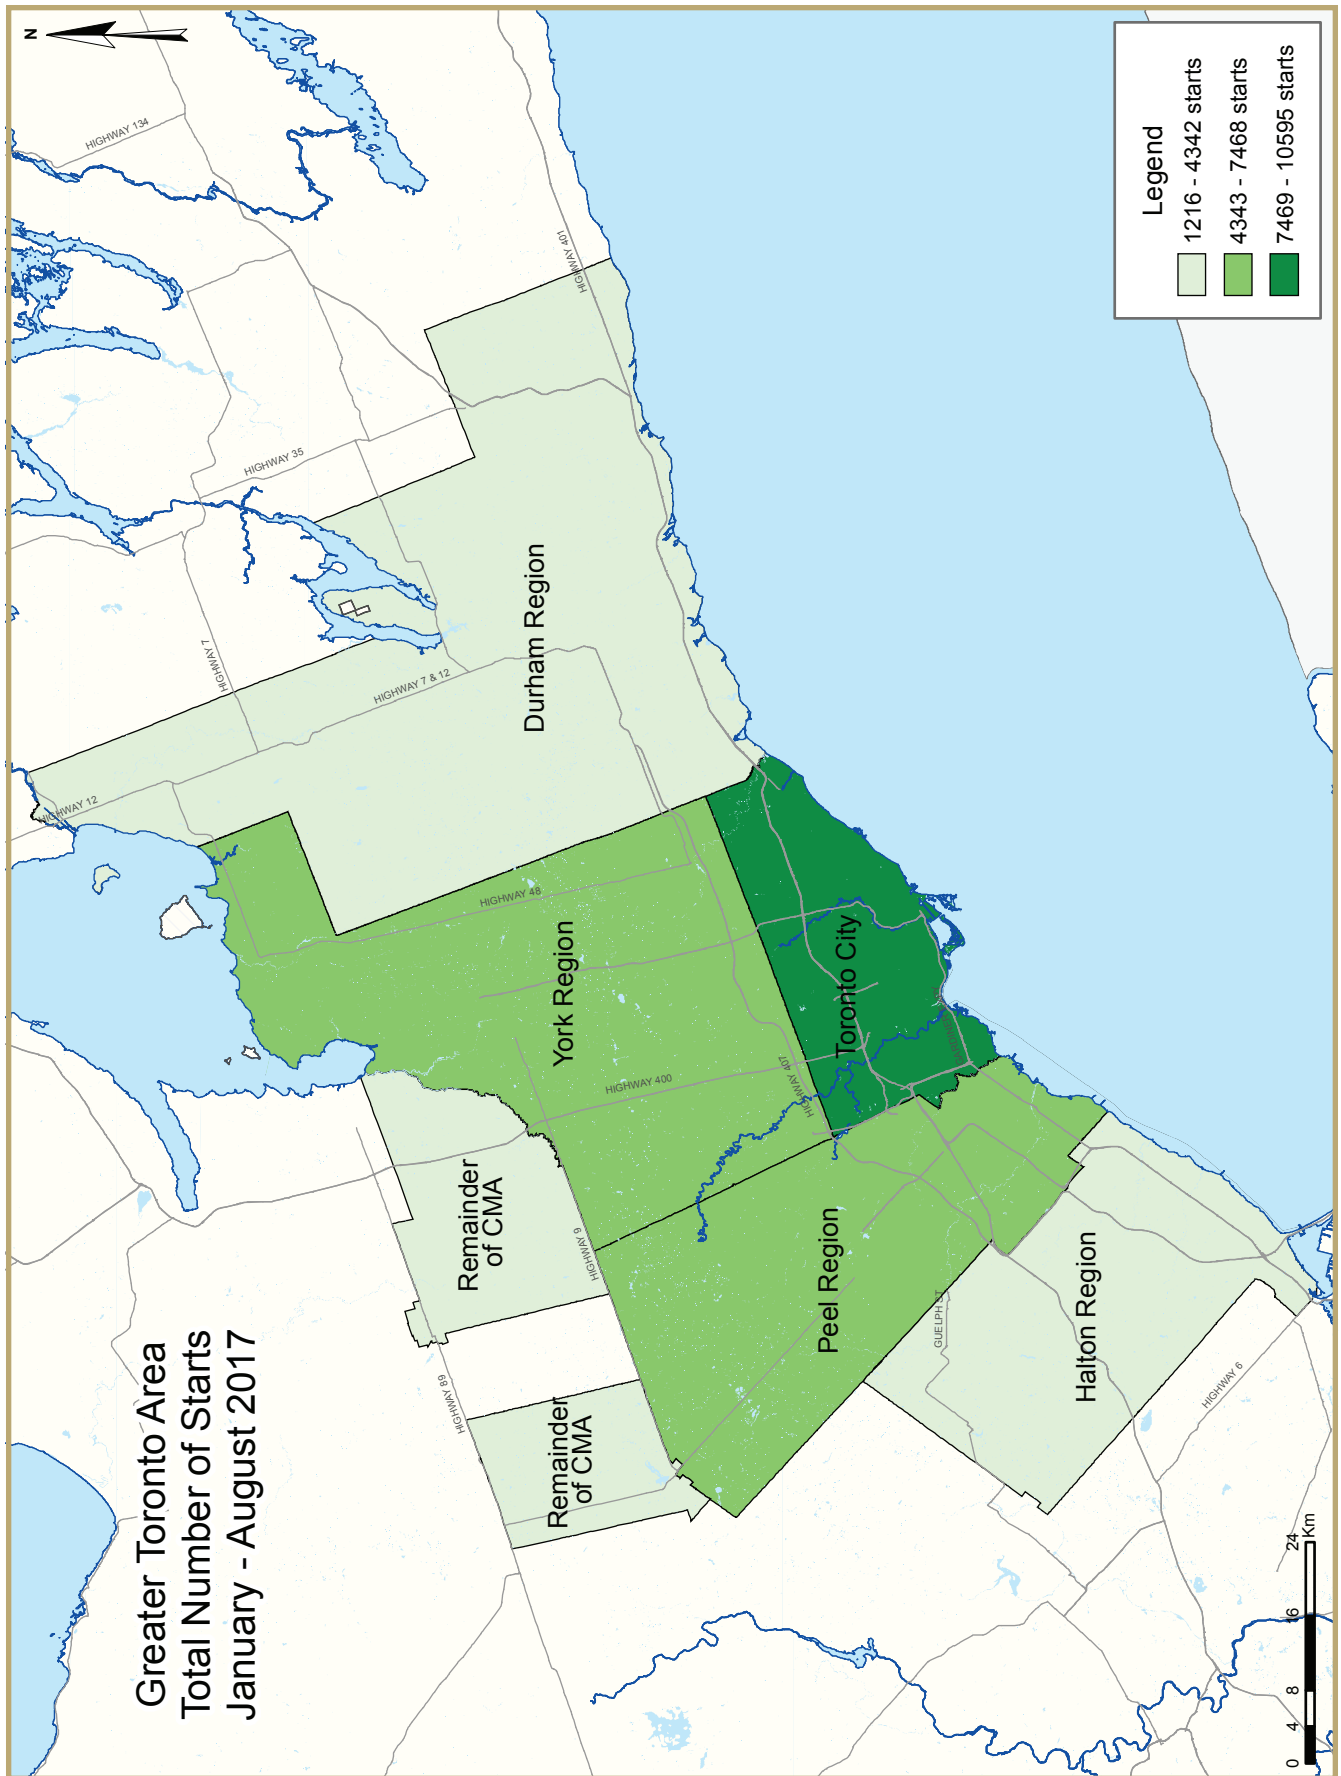 Greater Toronto Area
Total Number of Starts
January - August 2017
N
Legend
1216 - 4342 starts
4343 - 7468 starts
7469 - 10595 starts
HIGHWAY 134
HIGHWAY 401
HIGHWAY 35
HIGHWAY 7
HIGHWAY 7 & 12
HIGHWAY 12
Durham Region
HIGHWAY 48
York Region
HIGHWAY 400
HIGHWAY 407
HIGHWAY
Toronto City
Remainder
of CMA
HIGHWAY 9
HIGHWAY 89
Remainder
of CMA
Peel Region
GUELPH ST
Halton Region
HIGHWAY 6
0 4 8 16 24
Km